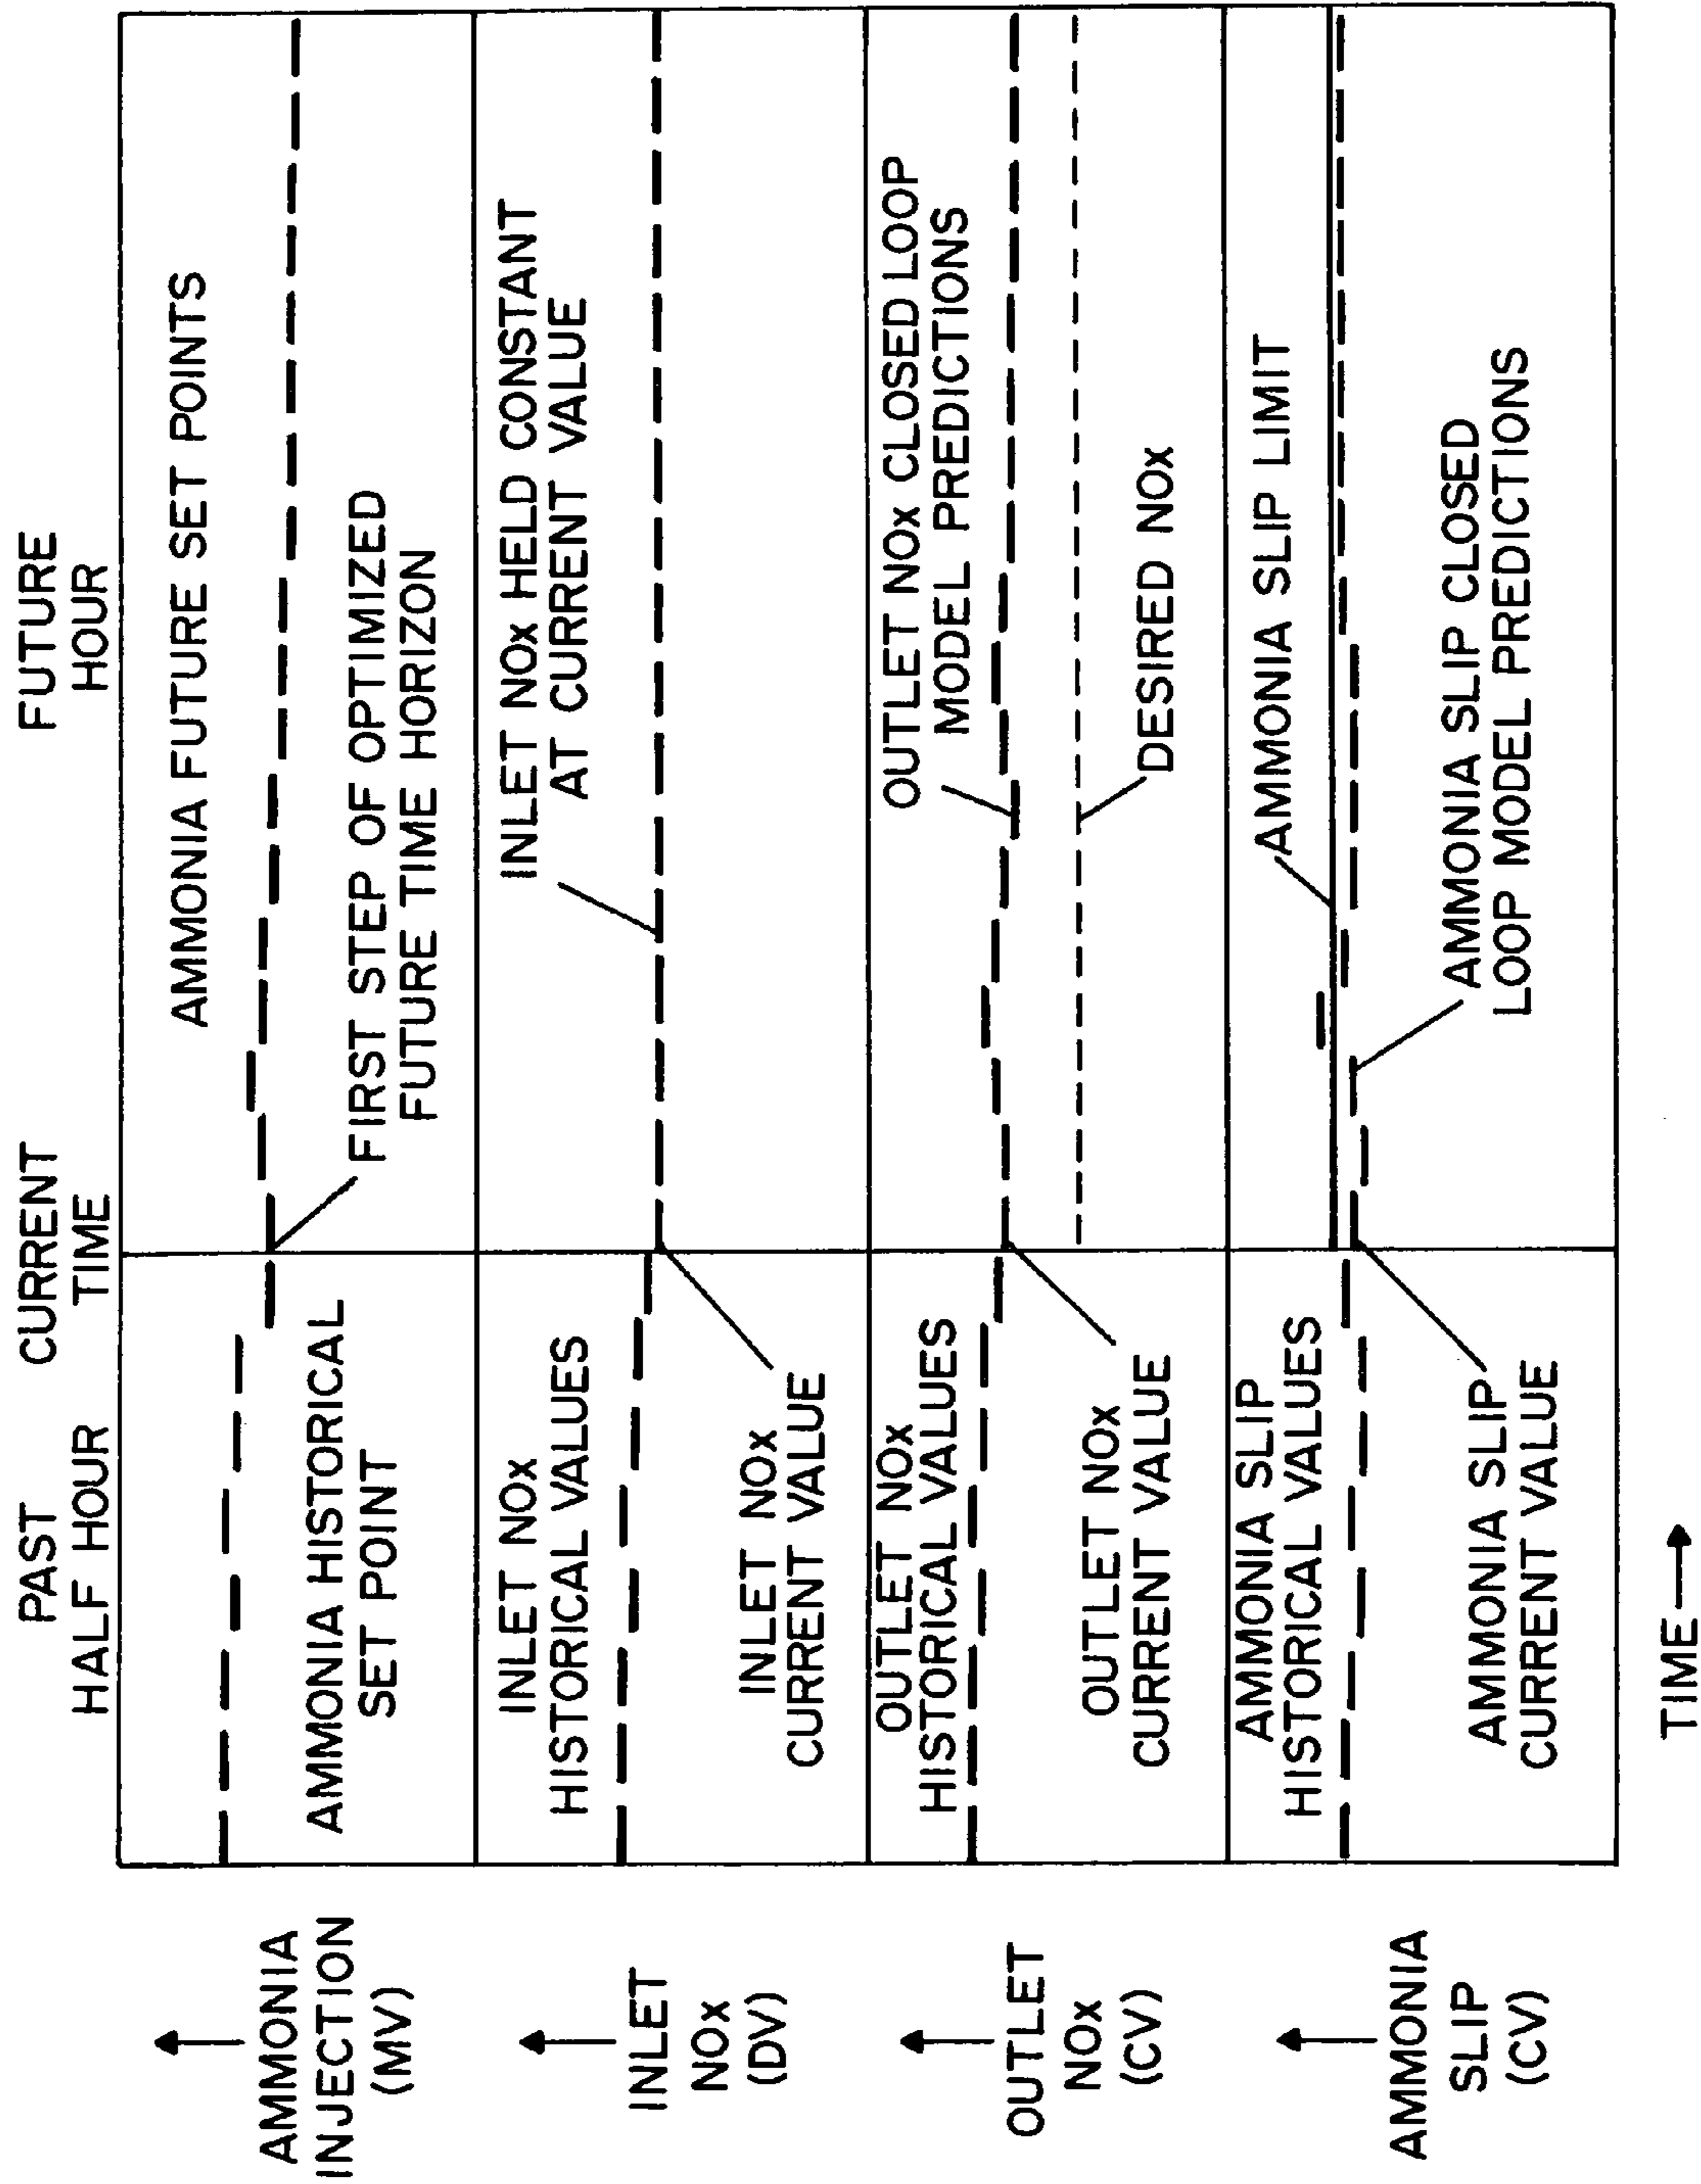 PAST
HALF HOUR
CURRENT
TIME
FUTURE
HOUR
AMMONIA
INJECTION
(MV)
AMMONIA HISTORICAL
SET POINT
AMMONIA FUTURE SET POINTS
FIRST STEP OF OPTIMIZED
FUTURE TIME HORIZON
INLET
NOx
(DV)
INLET NOx
HISTORICAL VALUES
INLET NOx
CURRENT VALUE
INLET NOx HELD CONSTANT
AT CURRENT VALUE
OUTLET
NOx
(CV)
OUTLET NOx
HISTORICAL VALUES
OUTLET NOx
CURRENT VALUE
OUTLET NOx CLOSED LOOP
MODEL PREDICTIONS
DESIRED NOx
AMMONIA
SLIP
(CV)
AMMONIA SLIP
HISTORICAL VALUES
AMMONIA SLIP
CURRENT VALUE
AMMONIA SLIP LIMIT
AMMONIA SLIP CLOSED
LOOP MODEL PREDICTIONS
TIME